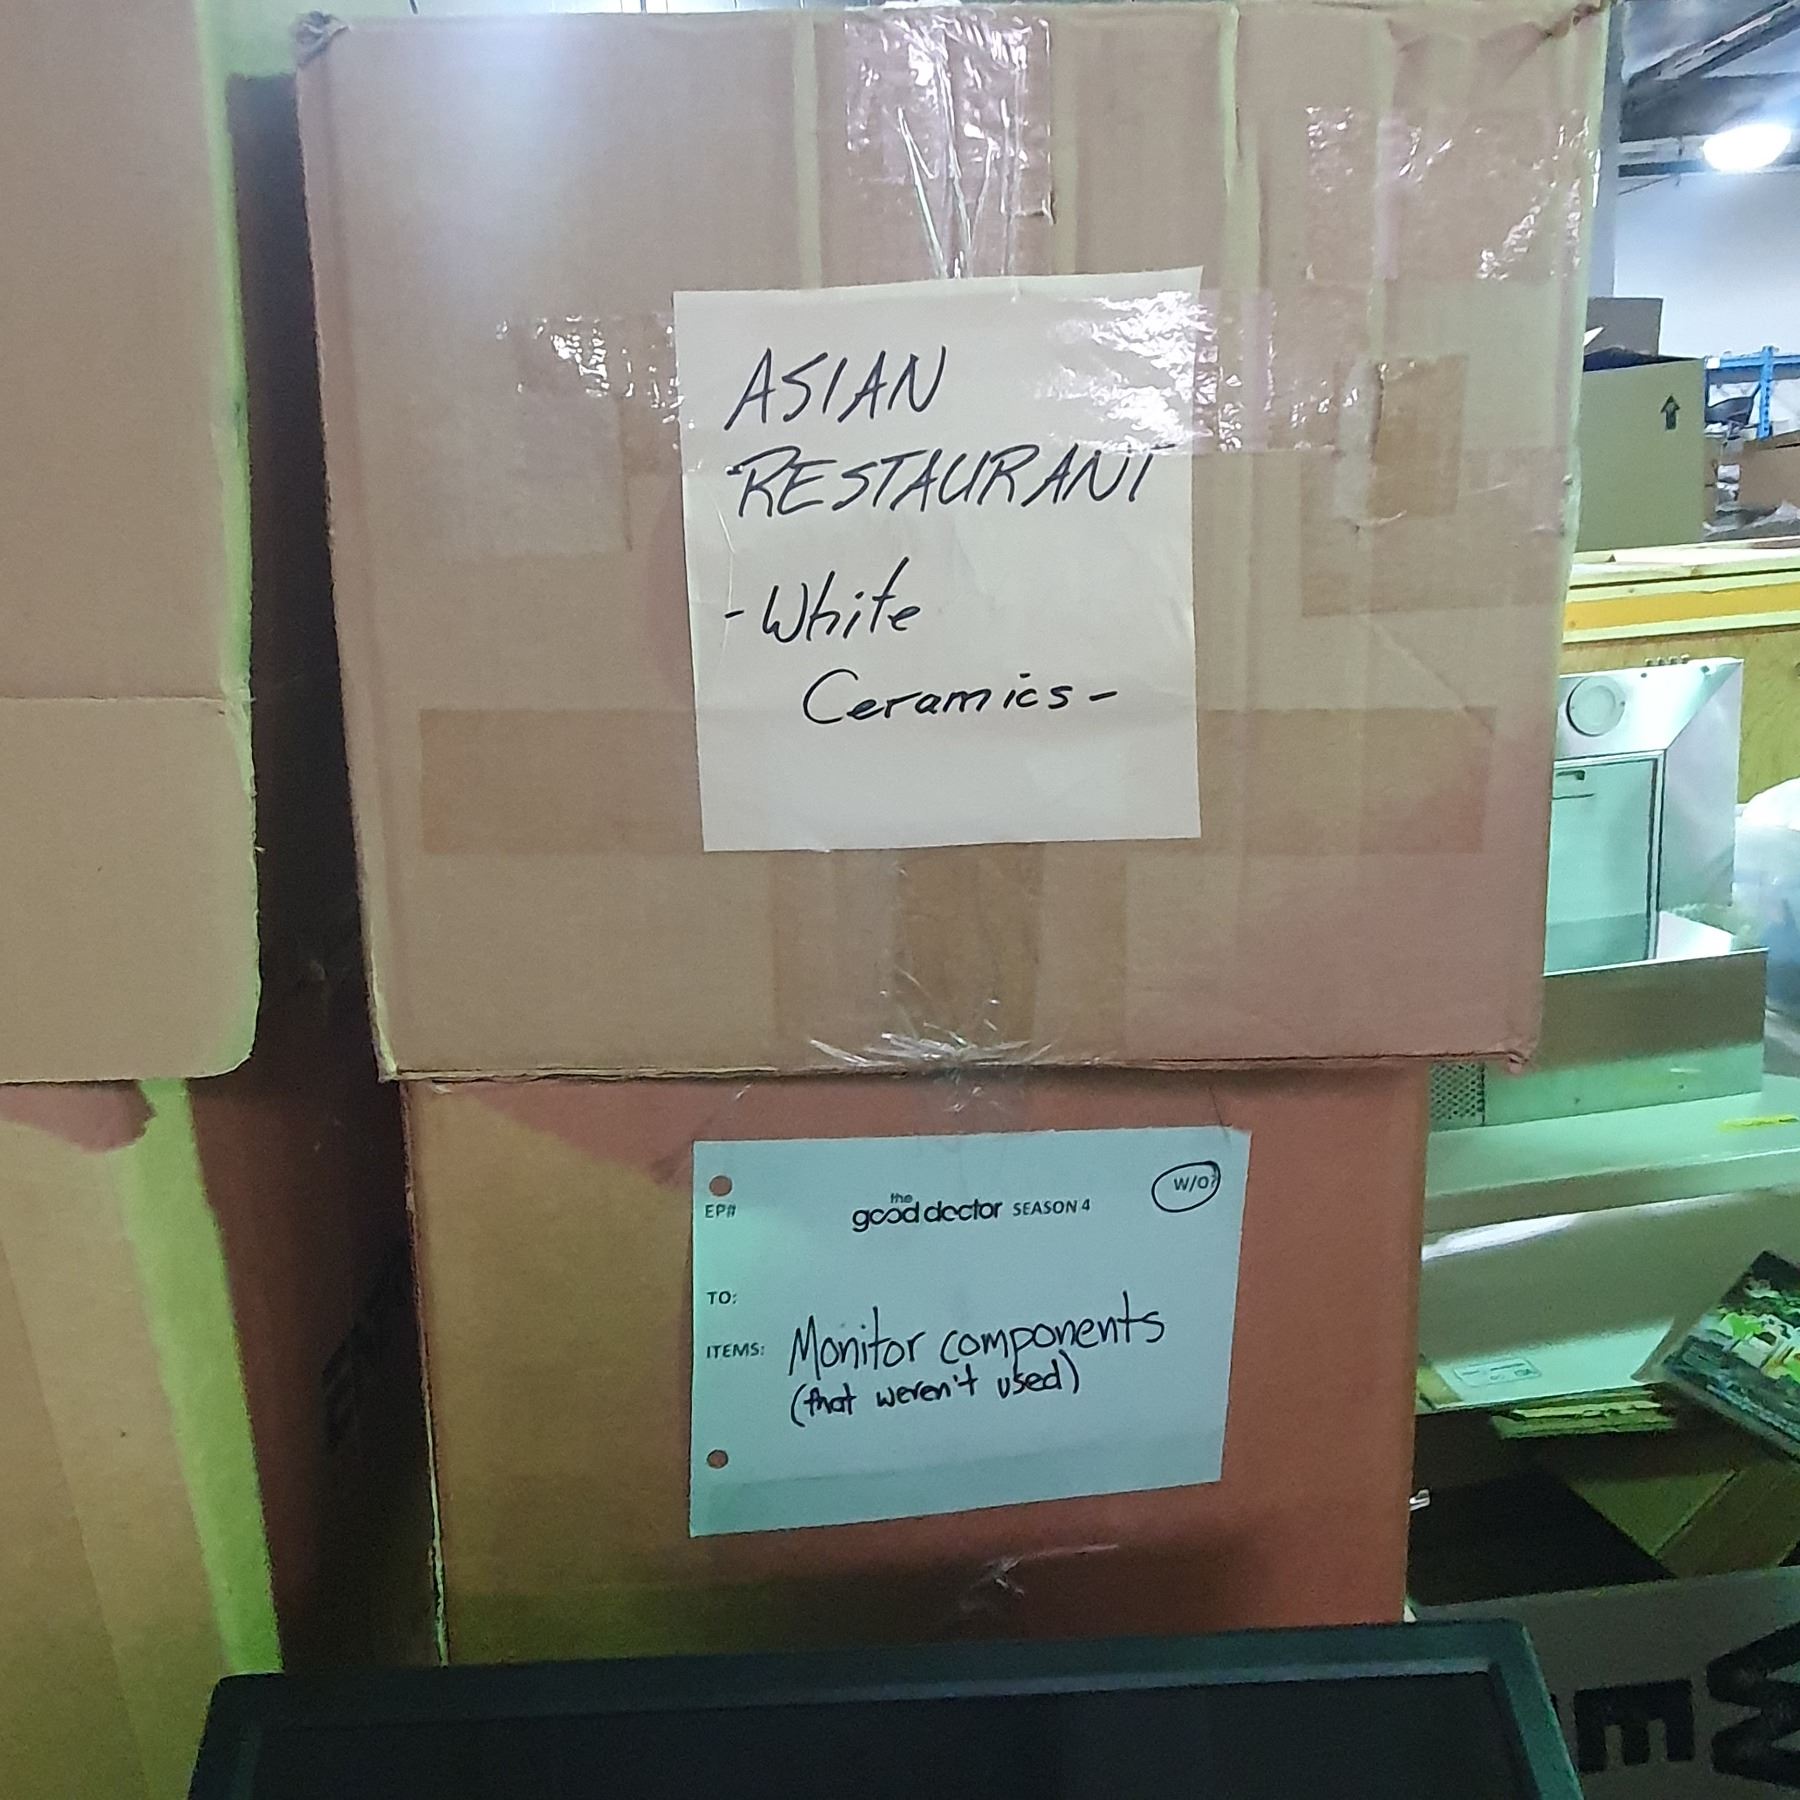 ASIAN
RESTAURANT
- White
Ceramics -
EP#
the
good doctor SEASON 4
W/O?
TO:
ITEMS: Monitor components
(that weren't used)